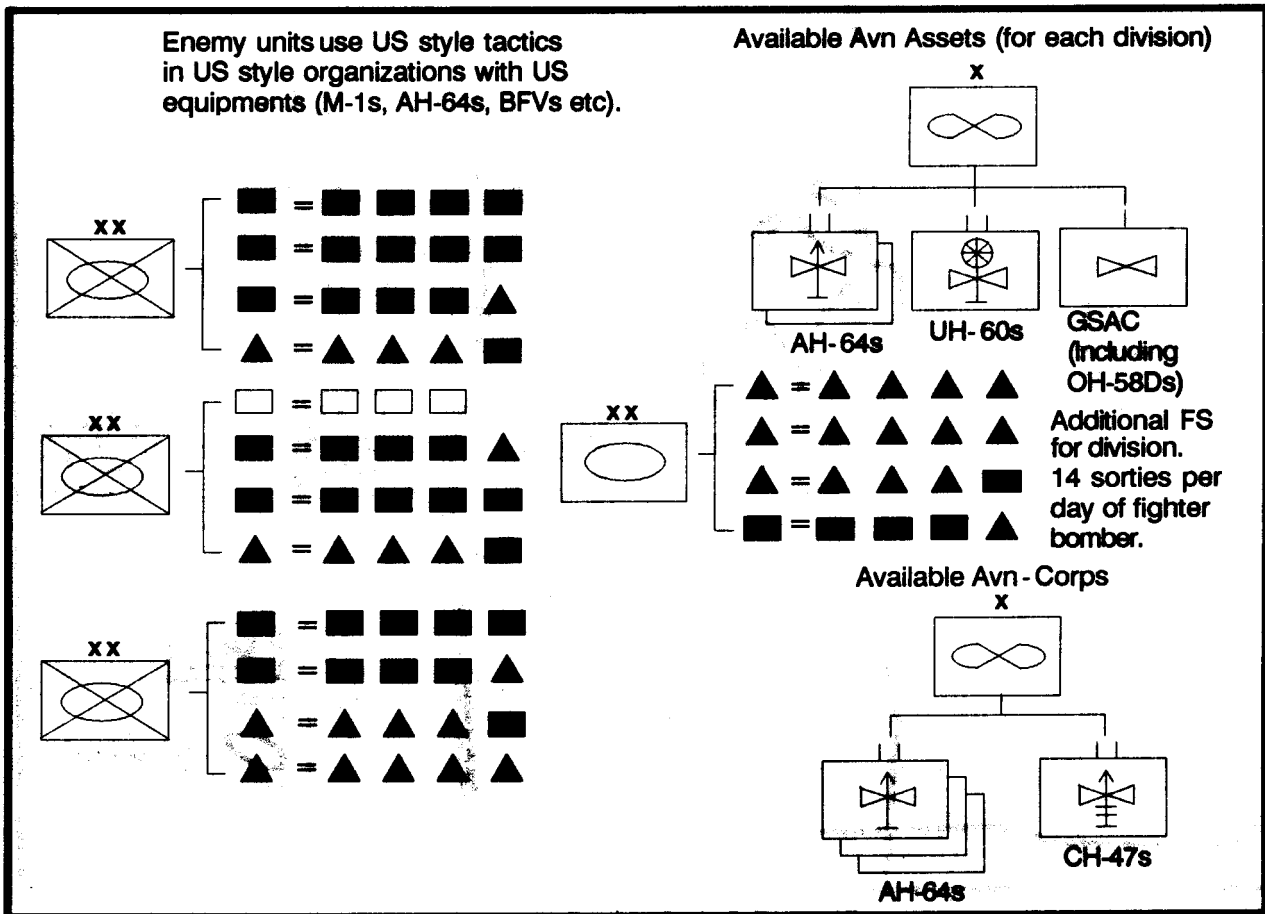 Enemy units use US style tactics
in US style organizations with US
equipments (M-1s, AH-64s, BFVs etc).
Available Avn Assets (for each division)
x
AH-64s
UH-60s
GSAC
(Including
OH-58Ds)
xx
=
=
=
=
xx
=
=
=
=
xx
=
=
=
=
xx
=
=
=
=
Additional FS
for division.
14 sorties per
day of fighter
bomber.
Available Avn-Corps
x
AH-64s
CH-47s